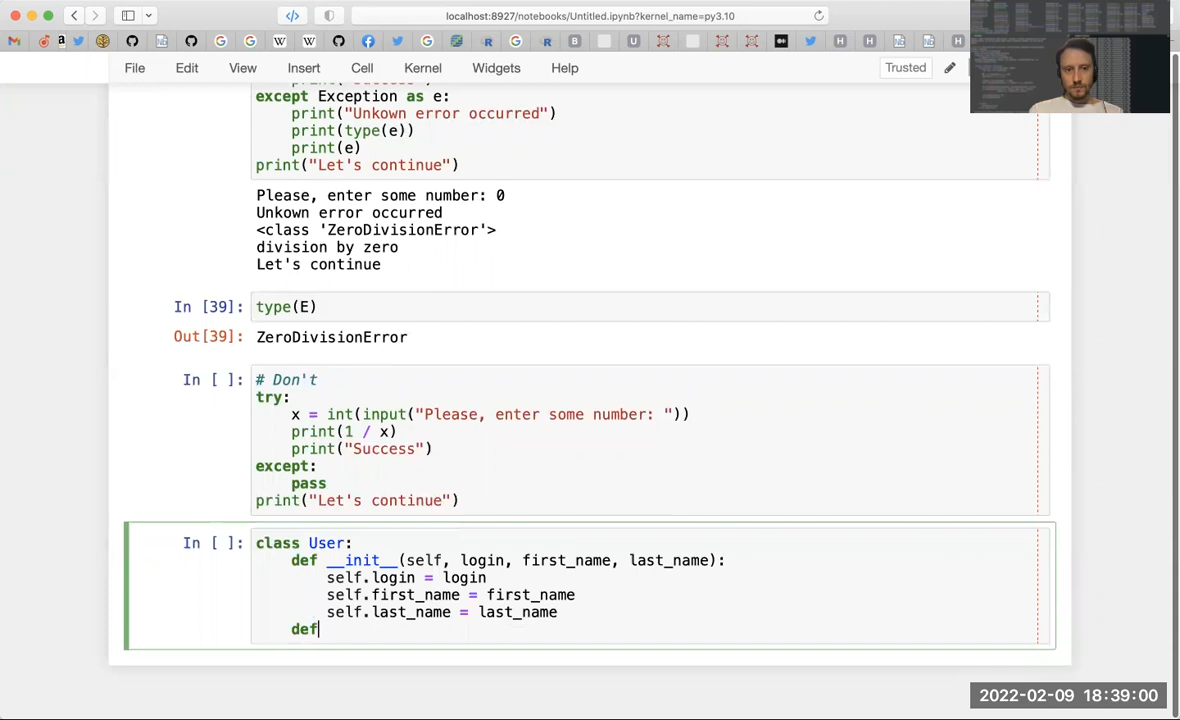 localhost:8927/notebooks/Untitled.ipynb?kernel_name=py3.10
File Edit View Insert Cell Kernel Widgets Help Trusted
except Exception as e:
print("Unkown error occurred")
print(type(e))
print(e)
print("Let's continue")
Please, enter some number: 0
Unkown error occurred
<class 'ZeroDivisionError'>
division by zero
Let's continue
In [39]: type(E)
Out[39]: ZeroDivisionError
In [ ]: # Don't
try:
x = int(input("Please, enter some number: "))
print(1 / x)
print("Success")
except:
pass
print("Let's continue")
In [ ]: class User:
def __init__(self, login, first_name, last_name):
self.login = login
self.first_name = first_name
self.last_name = last_name
def
2022-02-09 18:39:00